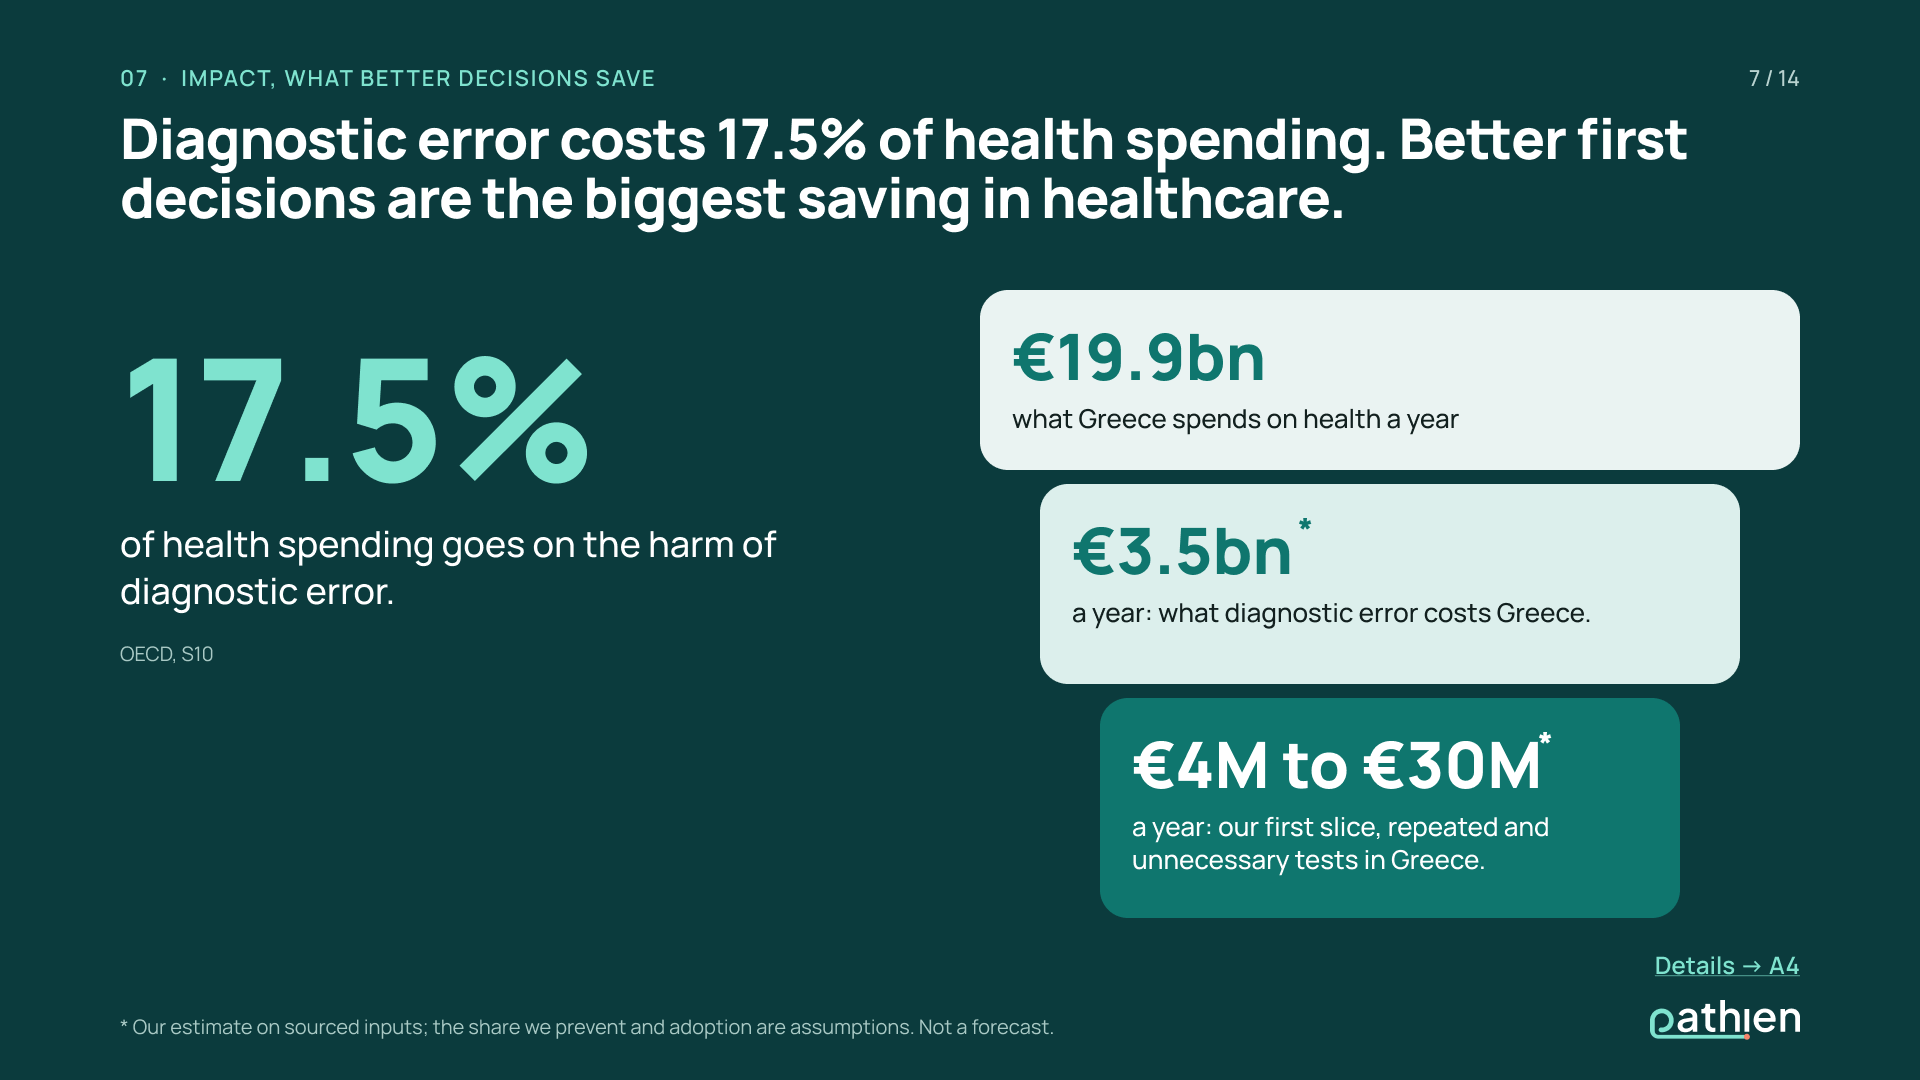 07 · IMPACT, WHAT BETTER DECISIONS SAVE
7 / 14
Diagnostic error costs 17.5% of health spending. Better first
decisions are the biggest saving in healthcare.
17.5%
of health spending goes on the harm of
diagnostic error.
OECD, S10
€19.9bn
what Greece spends on health a year
€3.5bn*
a year: what diagnostic error costs Greece.
€4M to €30M*
a year: our first slice, repeated and
unnecessary tests in Greece.
Details → A4
* Our estimate on sourced inputs; the share we prevent and adoption are assumptions. Not a forecast.
pathien